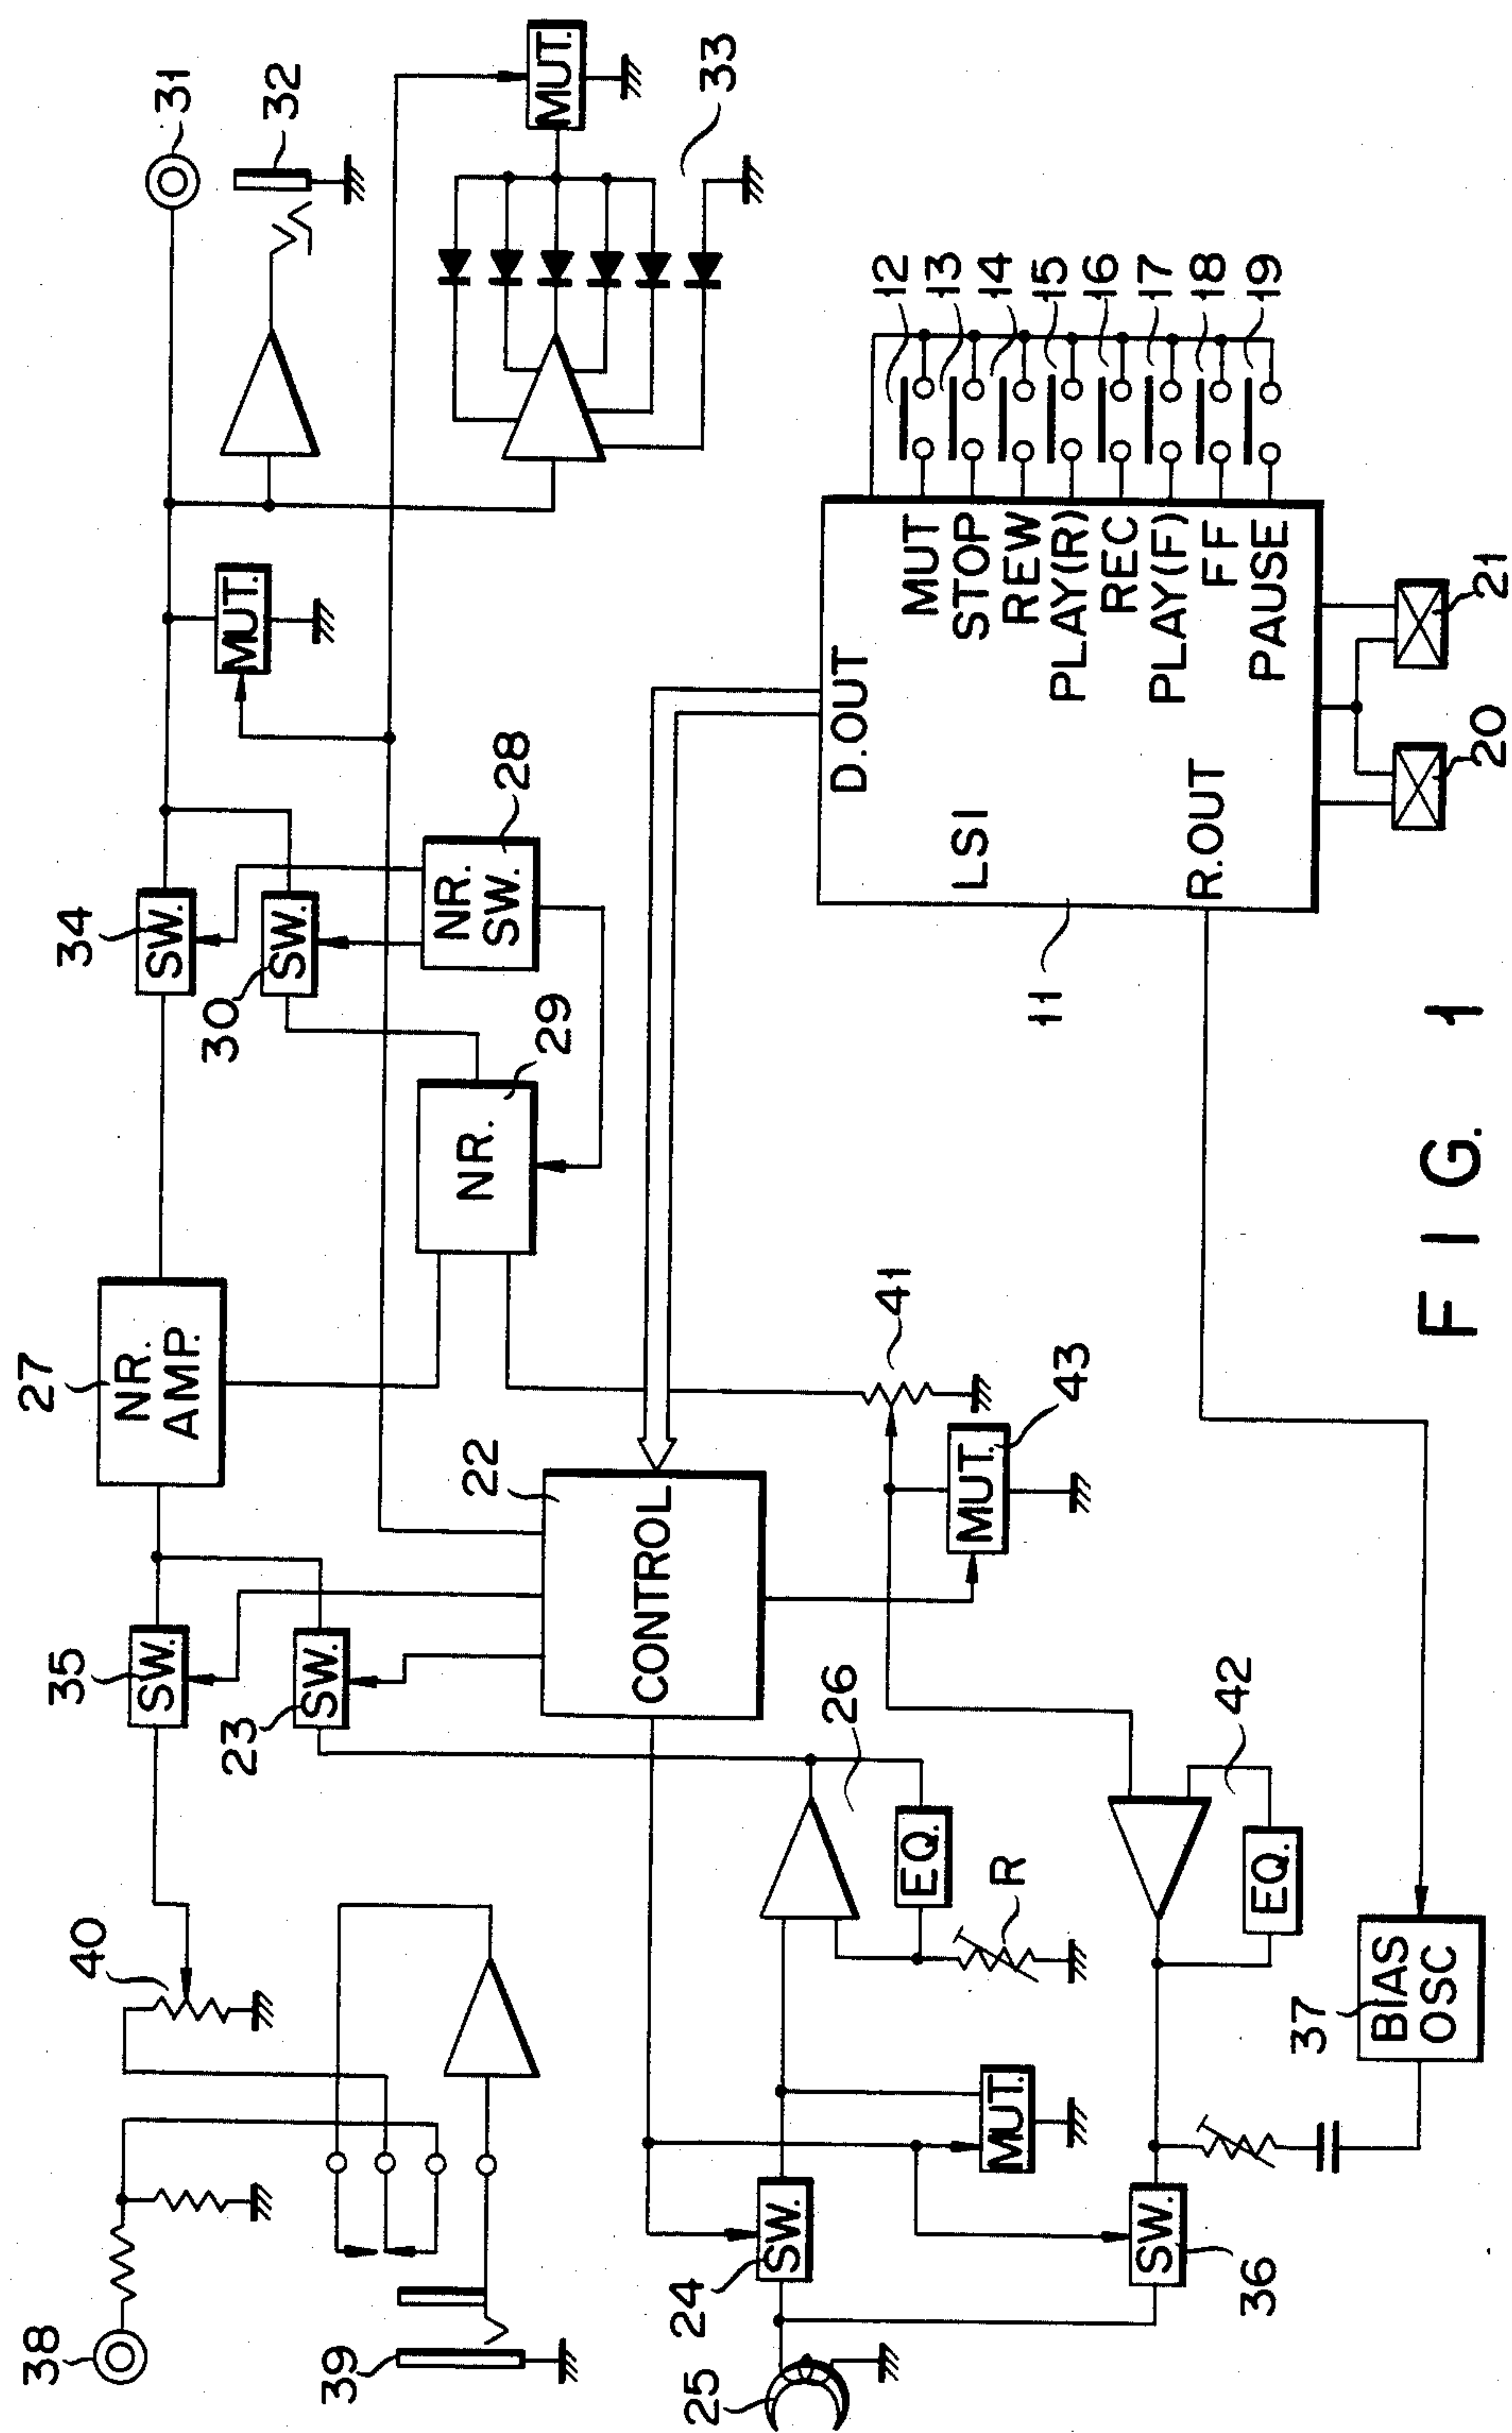 38
40
35
27
34
31
SW.
NR.
AMP.
SW.
32
39
23
SW.
30
SW.
MUT.
MUT.
33
22
CONTROL
NR.
29
NR.
SW.
28
25
24
SW.
MUT.
26
EQ.
R
41
MUT.
43
36
SW.
42
EQ.
37
BIAS
OSC
11
LSI
D.OUT
R.OUT
MUT
STOP
REW
PLAY(R)
REC
PLAY(F)
FF
PAUSE
12
13
14
15
16
17
18
19
20
21
FIG. 1